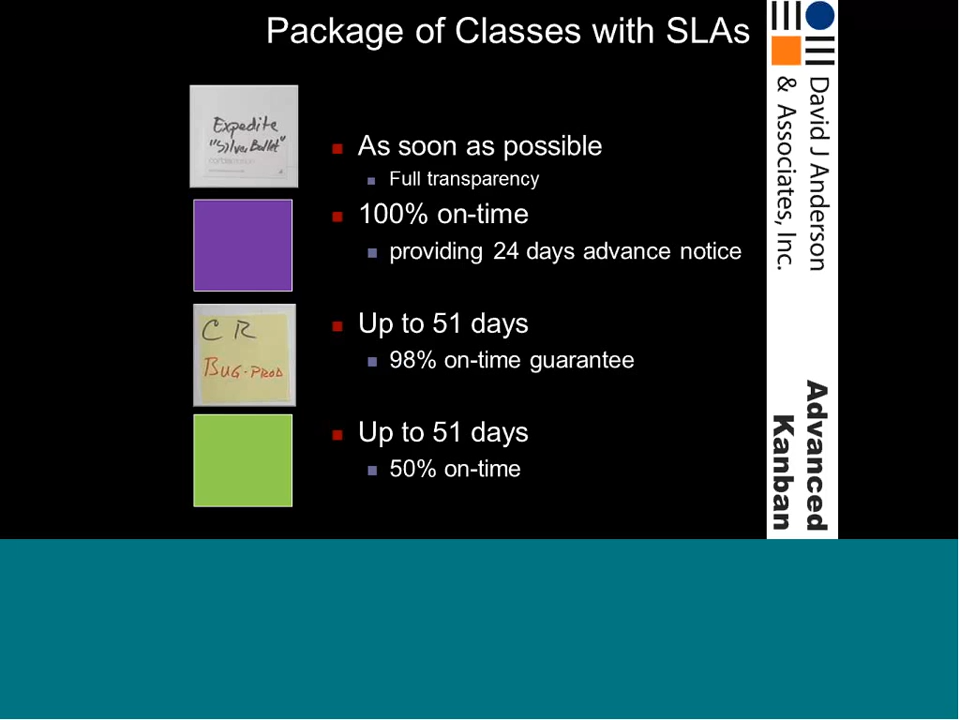 Package of Classes with SLAs
Expedite
"Silver Bullet"
As soon as possible
Full transparency
100% on-time
providing 24 days advance notice
CR
BUG-PROD
Up to 51 days
98% on-time guarantee
Up to 51 days
50% on-time
David J Anderson
& Associates, Inc.
Advanced
Kanban